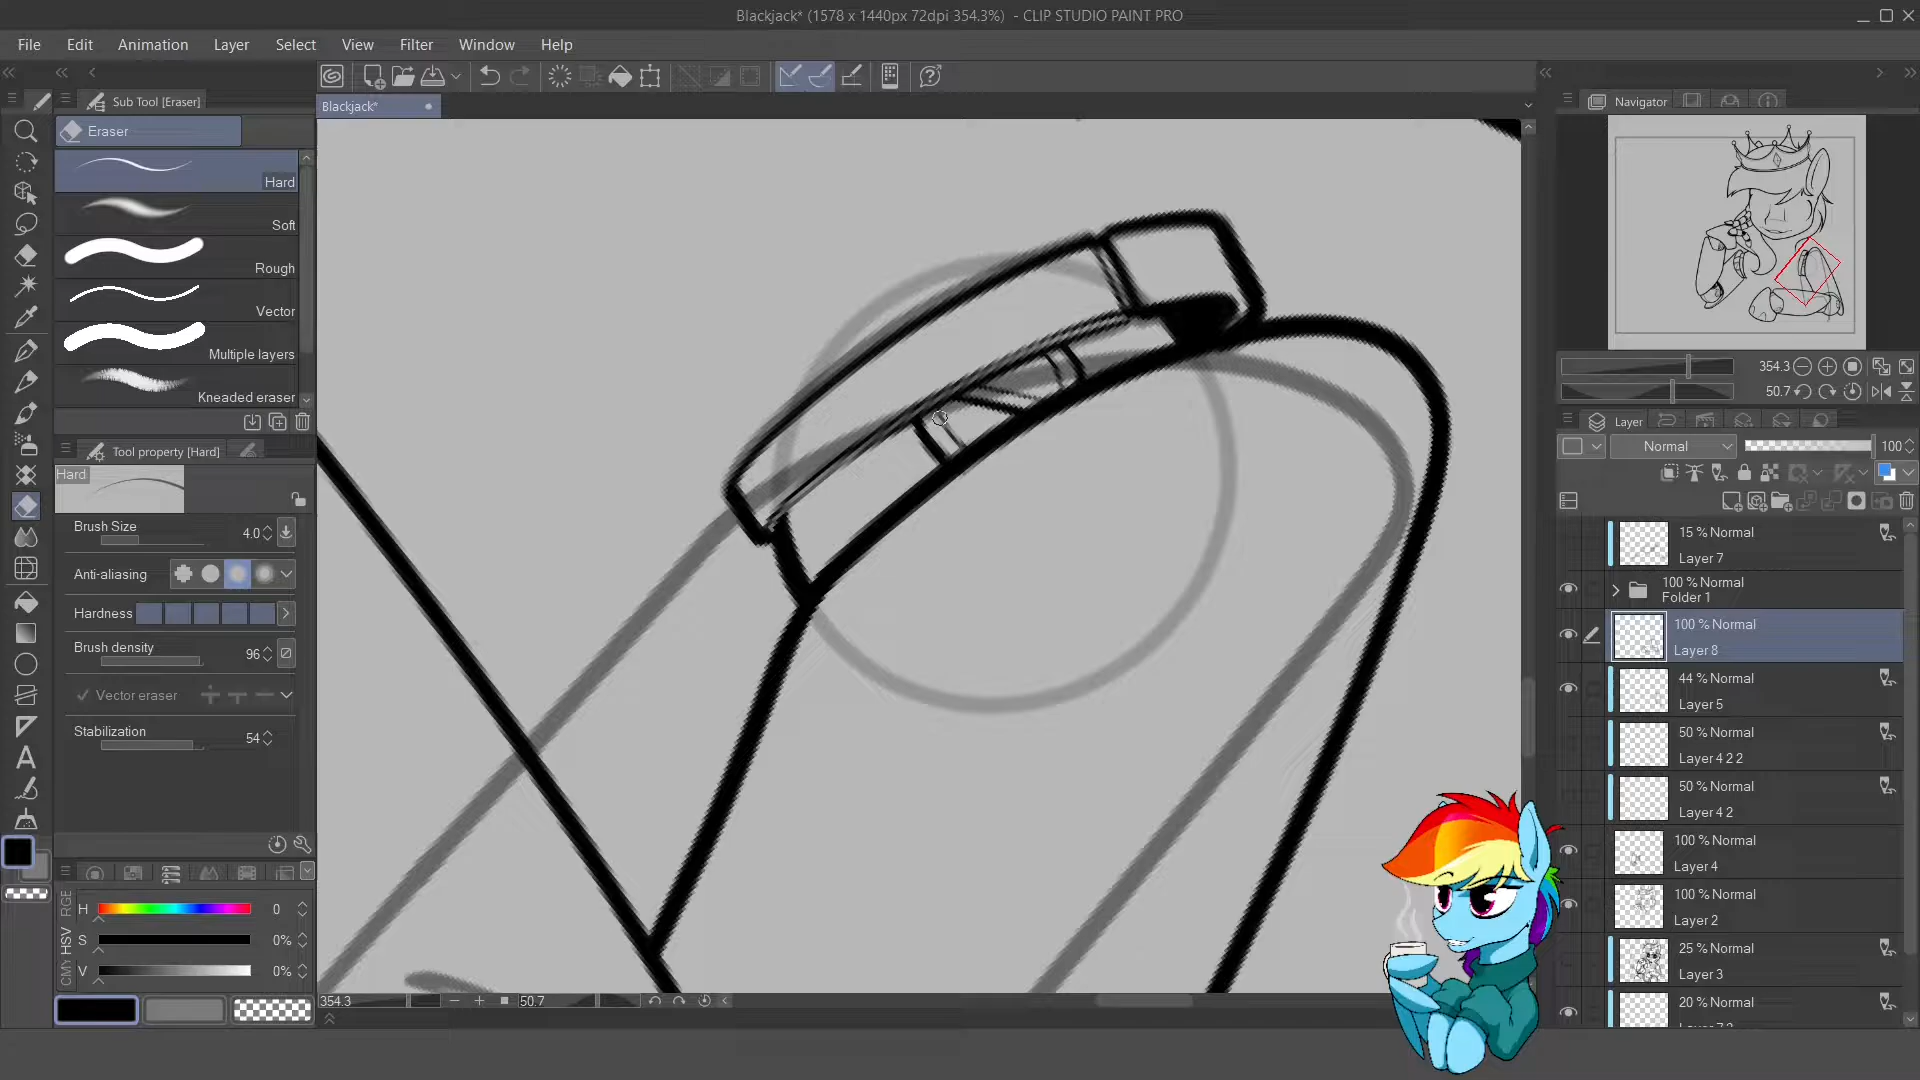 Blackjack* (1578 x 1440px 72dpi 354.3%) - CLIP STUDIO PAINT PRO
File Edit Animation Layer Select View Filter Window Help
Sub Tool [Eraser]
Blackjack*
Navigator
Eraser
Hard
Soft
Rough
Vector
Multiple layers
Kneaded eraser
354.3
50.7
Layer
Tool property [Hard]
Normal 100
Hard
Brush Size 4.0
Anti-aliasing
Hardness
Brush density 96
Vector eraser
Stabilization 54
15 % Normal
Layer 7
100 % Normal
Folder 1
100 % Normal
Layer 8
44 % Normal
Layer 5
50 % Normal
Layer 4 2 2
50 % Normal
Layer 4 2
100 % Normal
Layer 4
100 % Normal
Layer 2
25 % Normal
Layer 3
20 % Normal
RGB
HSV
CMY
H 0
S 0%
V 0%
354.3 50.7